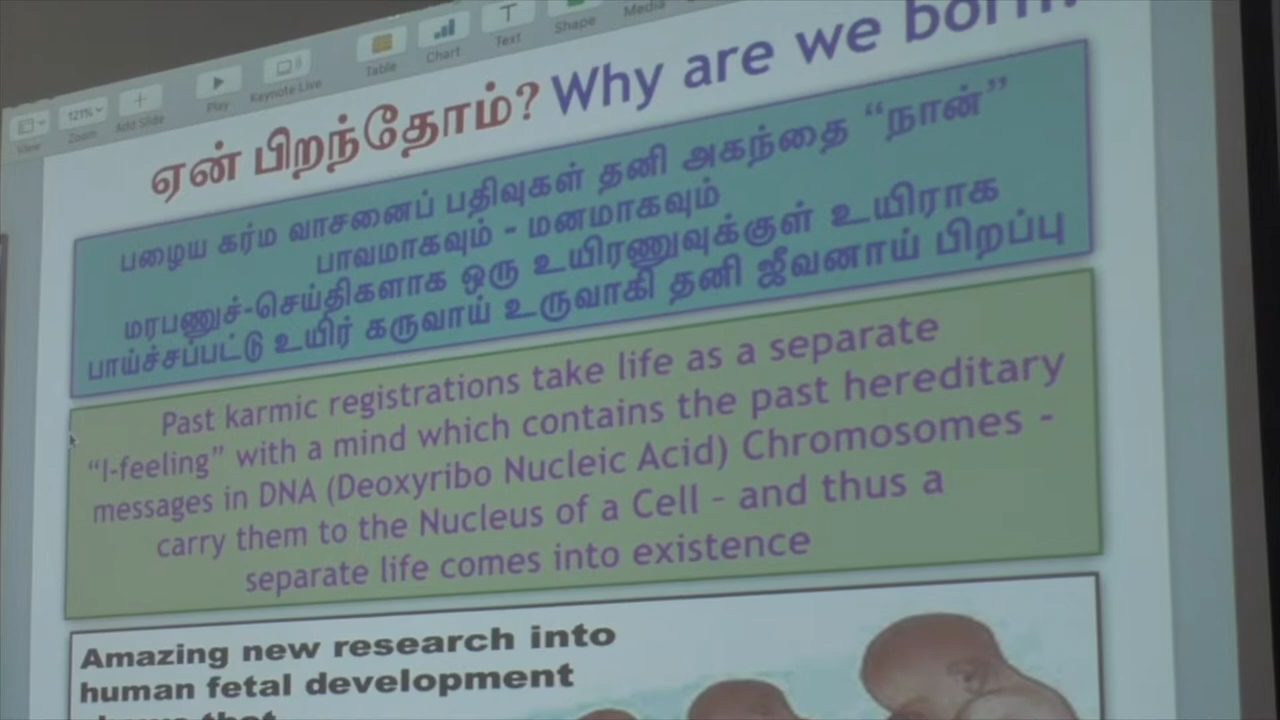 View
121%
Zoom
Add Slide
Play
Keynote Live
Table
Chart
Text
Shape
Media
ஏன் பிறந்தோம்? Why are we born?
பழைய கர்ம வாசனைப் பதிவுகள் தனி அகந்தை “நான்”
பாவமாகவும் - மனமாகவும்
மரபணுச்-செய்திகளாக ஒரு உயிரணுவுக்குள் உயிராக
பாய்ச்சப்பட்டு உயிர் கருவாய் உருவாகி தனி ஜீவனாய் பிறப்பு
Past karmic registrations take life as a separate
“I-feeling” with a mind which contains the past hereditary
messages in DNA (Deoxyribo Nucleic Acid) Chromosomes -
carry them to the Nucleus of a Cell - and thus a
separate life comes into existence
Amazing new research into
human fetal development
shows that